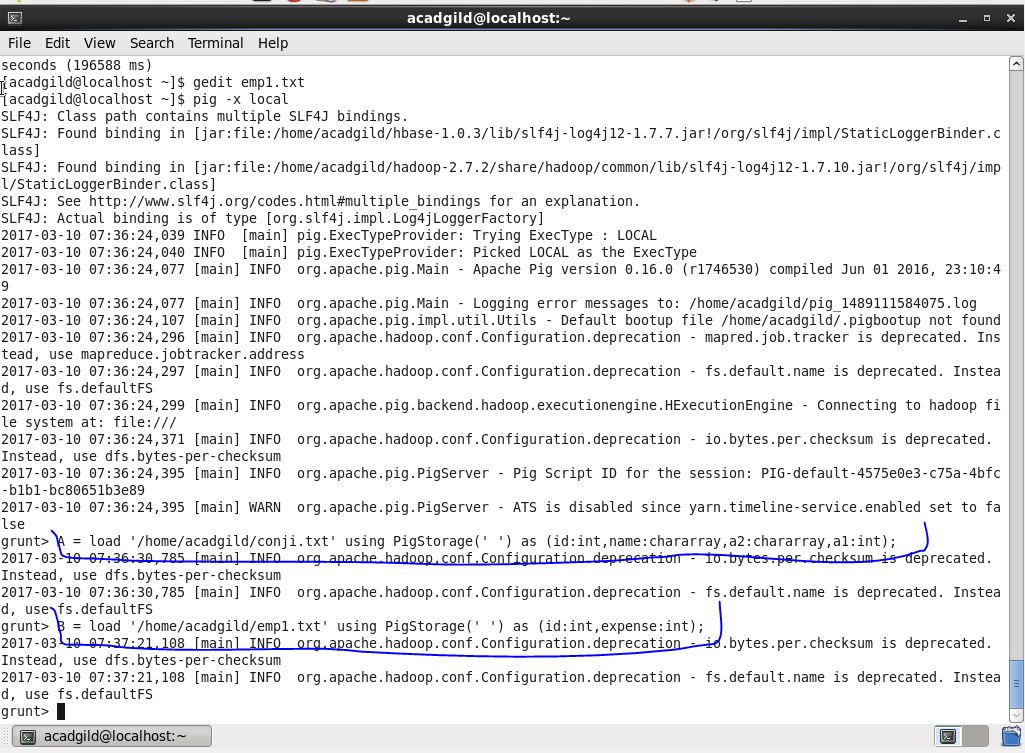 acadgild@localhost:~
File Edit View Search Terminal Help
seconds (196588 ms)
[acadgild@localhost ~]$ gedit emp1.txt
[acadgild@localhost ~]$ pig -x local
SLF4J: Class path contains multiple SLF4J bindings.
SLF4J: Found binding in [jar:file:/home/acadgild/hbase-1.0.3/lib/slf4j-log4j12-1.7.7.jar!/org/slf4j/impl/StaticLoggerBinder.c
lass]
SLF4J: Found binding in [jar:file:/home/acadgild/hadoop-2.7.2/share/hadoop/common/lib/slf4j-log4j12-1.7.10.jar!/org/slf4j/imp
l/StaticLoggerBinder.class]
SLF4J: See http://www.slf4j.org/codes.html#multiple_bindings for an explanation.
SLF4J: Actual binding is of type [org.slf4j.impl.Log4jLoggerFactory]
2017-03-10 07:36:24,039 INFO  [main] pig.ExecTypeProvider: Trying ExecType : LOCAL
2017-03-10 07:36:24,040 INFO  [main] pig.ExecTypeProvider: Picked LOCAL as the ExecType
2017-03-10 07:36:24,077 [main] INFO  org.apache.pig.Main - Apache Pig version 0.16.0 (r1746530) compiled Jun 01 2016, 23:10:4
9
2017-03-10 07:36:24,077 [main] INFO  org.apache.pig.Main - Logging error messages to: /home/acadgild/pig_1489111584075.log
2017-03-10 07:36:24,107 [main] INFO  org.apache.pig.impl.util.Utils - Default bootup file /home/acadgild/.pigbootup not found
2017-03-10 07:36:24,296 [main] INFO  org.apache.hadoop.conf.Configuration.deprecation - mapred.job.tracker is deprecated. Ins
tead, use mapreduce.jobtracker.address
2017-03-10 07:36:24,297 [main] INFO  org.apache.hadoop.conf.Configuration.deprecation - fs.default.name is deprecated. Instea
d, use fs.defaultFS
2017-03-10 07:36:24,299 [main] INFO  org.apache.pig.backend.hadoop.executionengine.HExecutionEngine - Connecting to hadoop fi
le system at: file:///
2017-03-10 07:36:24,371 [main] INFO  org.apache.hadoop.conf.Configuration.deprecation - io.bytes.per.checksum is deprecated.
Instead, use dfs.bytes-per-checksum
2017-03-10 07:36:24,395 [main] INFO  org.apache.pig.PigServer - Pig Script ID for the session: PIG-default-4575e0e3-c75a-4bfc
-b1b1-bc80651b3e89
2017-03-10 07:36:24,395 [main] WARN  org.apache.pig.PigServer - ATS is disabled since yarn.timeline-service.enabled set to fa
lse
grunt> A = load '/home/acadgild/conji.txt' using PigStorage(' ') as (id:int,name:chararray,a2:chararray,a1:int);
2017-03-10 07:36:30,785 [main] INFO  org.apache.hadoop.conf.Configuration.deprecation - io.bytes.per.checksum is deprecated.
Instead, use dfs.bytes-per-checksum
2017-03-10 07:36:30,785 [main] INFO  org.apache.hadoop.conf.Configuration.deprecation - fs.default.name is deprecated. Instea
d, use fs.defaultFS
grunt> B = load '/home/acadgild/emp1.txt' using PigStorage(' ') as (id:int,expense:int);
2017-03-10 07:37:21,108 [main] INFO  org.apache.hadoop.conf.Configuration.deprecation - io.bytes.per.checksum is deprecated.
Instead, use dfs.bytes-per-checksum
2017-03-10 07:37:21,108 [main] INFO  org.apache.hadoop.conf.Configuration.deprecation - fs.default.name is deprecated. Instea
d, use fs.defaultFS
grunt>
acadgild@localhost:~